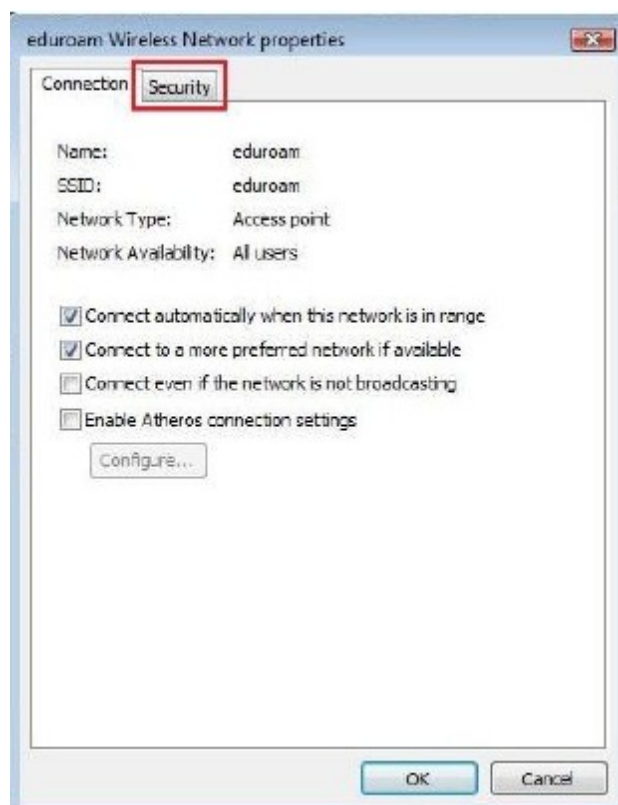 eduroam Wireless Network properties
Connection Security
Name: eduroam
SSID: eduroam
Network Type: Access point
Network Availability: All users
Connect automatically when this network is in range
Connect to a more preferred network if available
Connect even if the network is not broadcasting
Enable Atheros connection settings
Configure...
OK Cancel